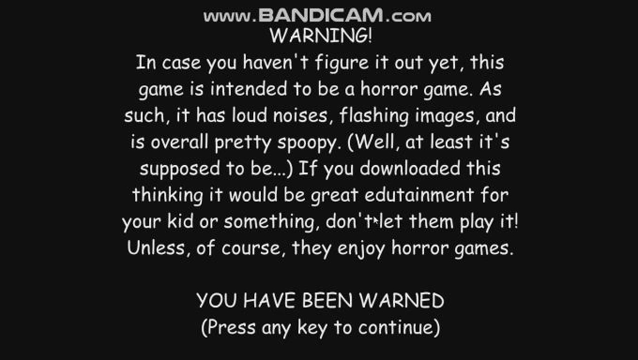 www.BANDICAM.com
WARNING!
In case you haven't figure it out yet, this
game is intended to be a horror game. As
such, it has loud noises, flashing images, and
is overall pretty spoopy. (Well, at least it's
supposed to be...) If you downloaded this
thinking it would be great edutainment for
your kid or something, don't let them play it!
Unless, of course, they enjoy horror games.
YOU HAVE BEEN WARNED
(Press any key to continue)